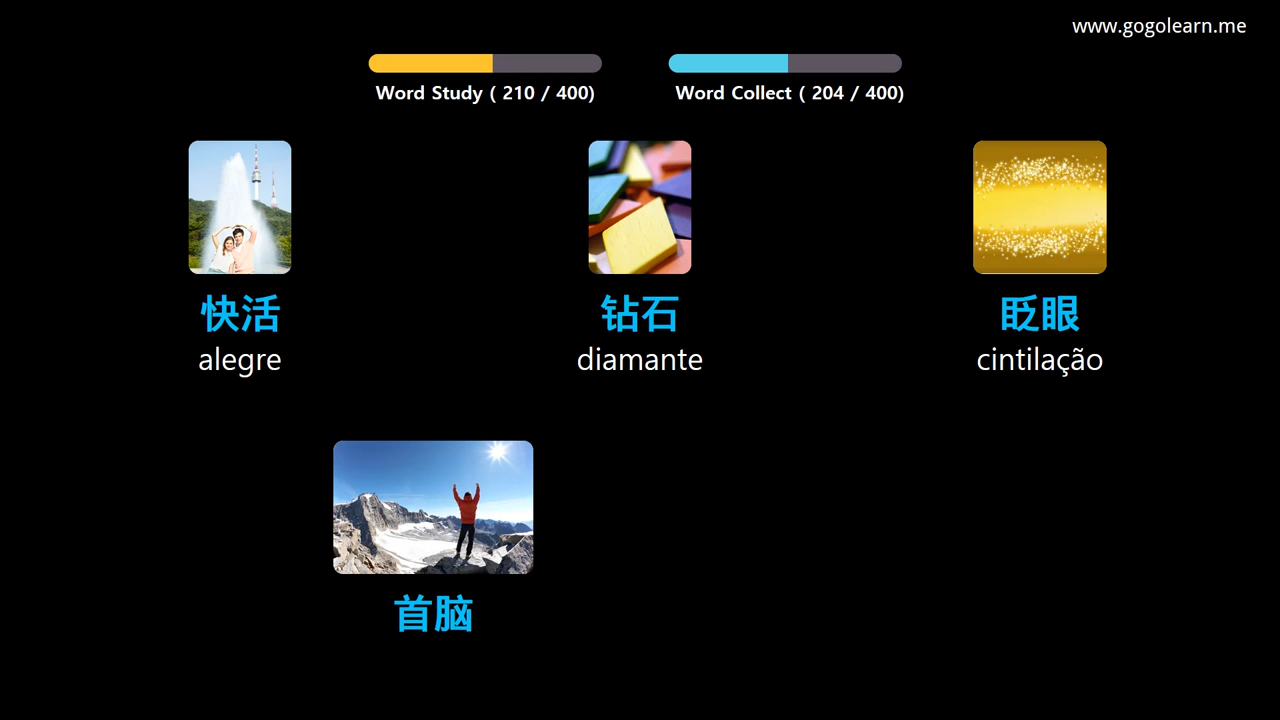 www.gogolearn.me
Word Study ( 210 / 400)
Word Collect ( 204 / 400)
快活
alegre
钻石
diamante
眨眼
cintilação
首脑